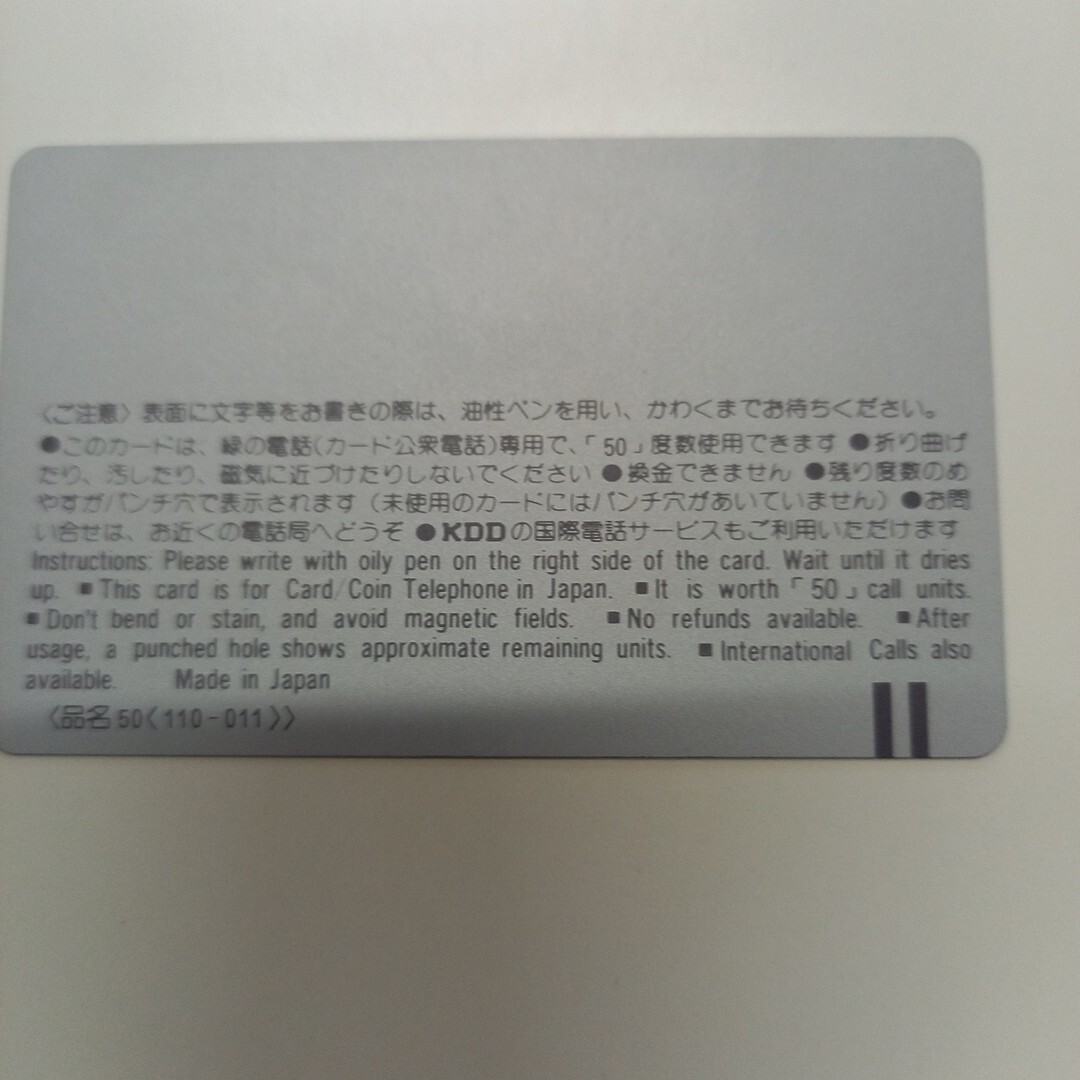 〈ご注意〉表面に文字等をお書きの際は、油性ペンを用い、かわくまでお待ちください。
●このカードは、緑の電話(カード公衆電話)専用で、「50」度数使用できます ●折り曲げ
たり、汚したり、磁気に近づけたりしないでください ●換金できません ●残り度数のめ
やすがパンチ穴で表示されます（未使用のカードにはパンチ穴があいていません）●お問
い合せは、お近くの電話局へどうぞ ●KDDの国際電話サービスもご利用いただけます
Instructions: Please write with oily pen on the right side of the card. Wait until it dries
up. ■This card is for Card/Coin Telephone in Japan. ■It is worth「50」call units.
■Don't bend or stain, and avoid magnetic fields. ■No refunds available. ■After
usage, a punched hole shows approximate remaining units. ■International Calls also
available. Made in Japan
〈品名50〈110-011〉〉